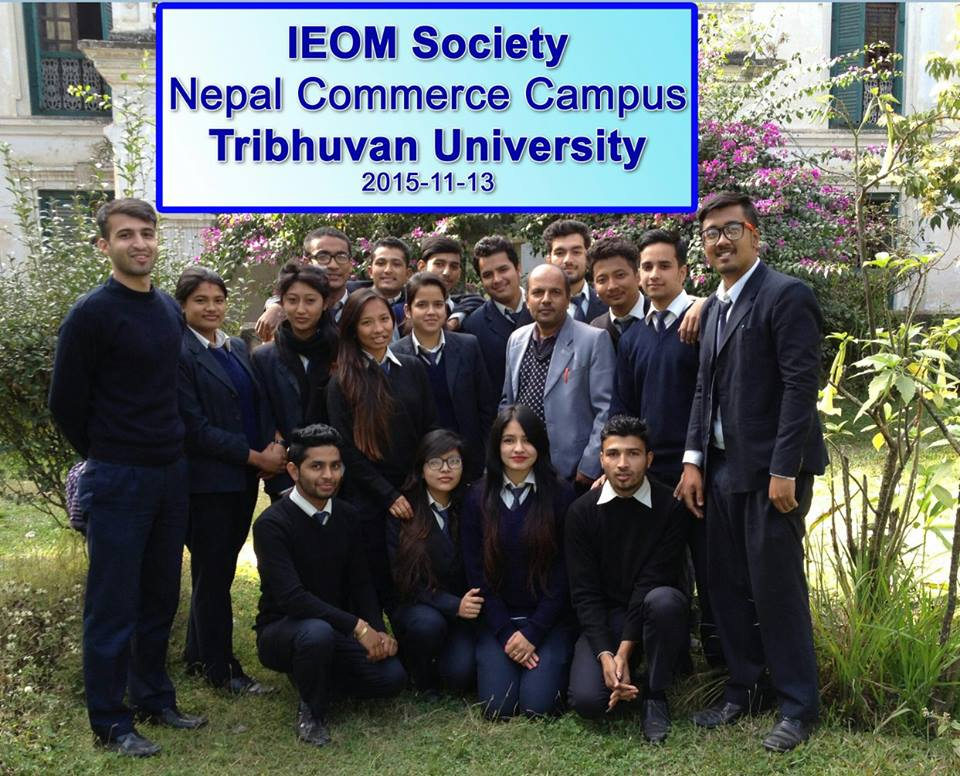 IEOM Society
Nepal Commerce Campus
Tribhuvan University
2015-11-13